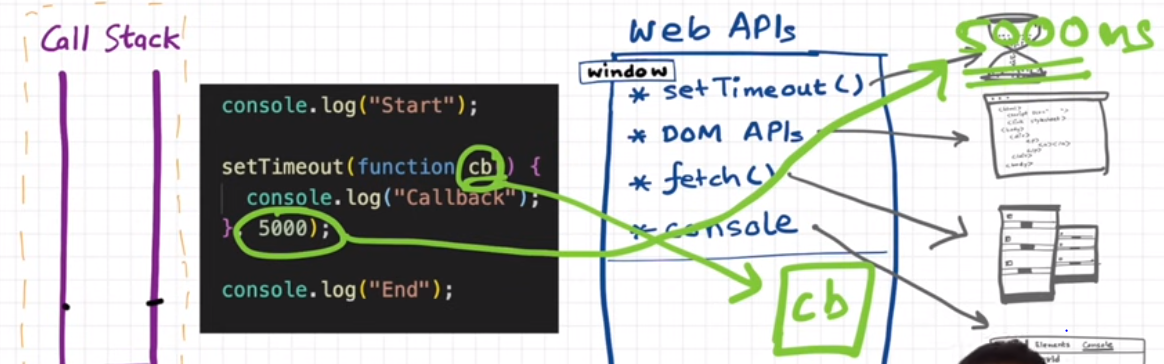 Call Stack
console.log("Start");
setTimeout(function cb() {
console.log("Callback");
}, 5000);
console.log("End");
Web APIs
window
* setTimeout()
* DOM APIs
* fetch()
* console
cb
5000ms
Elements Console